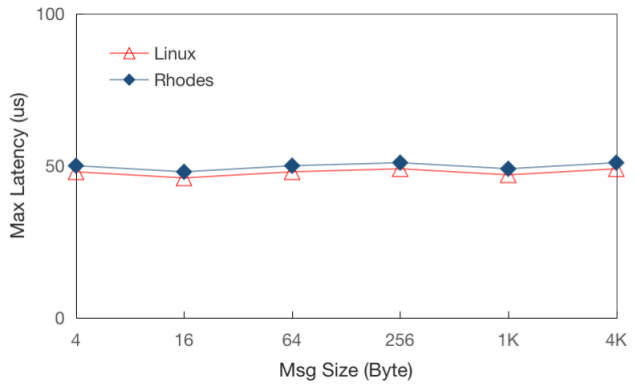 100
Linux
Rhodes
50
Max Latency (us)
0
4 16 64 256 1K 4K
Msg Size (Byte)